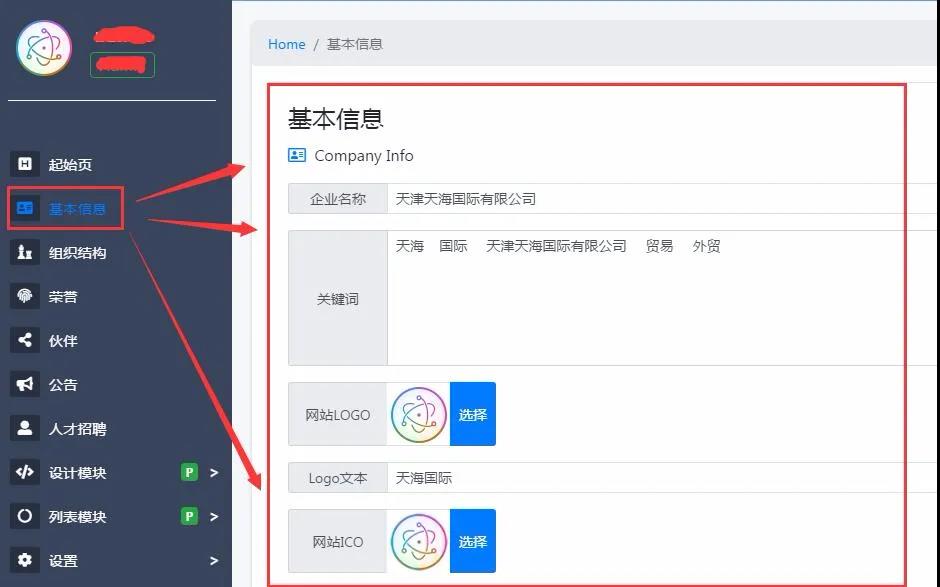 Home / 基本信息
基本信息
Company Info
企业名称 天津天海国际有限公司
关键词 天海 国际 天津天海国际有限公司 贸易 外贸
网站LOGO 选择
Logo文本 天海国际
网站ICO 选择
H 起始页
基本信息
组织结构
荣誉
伙伴
公告
人才招聘
设计模块 P >
列表模块 P >
设置 >